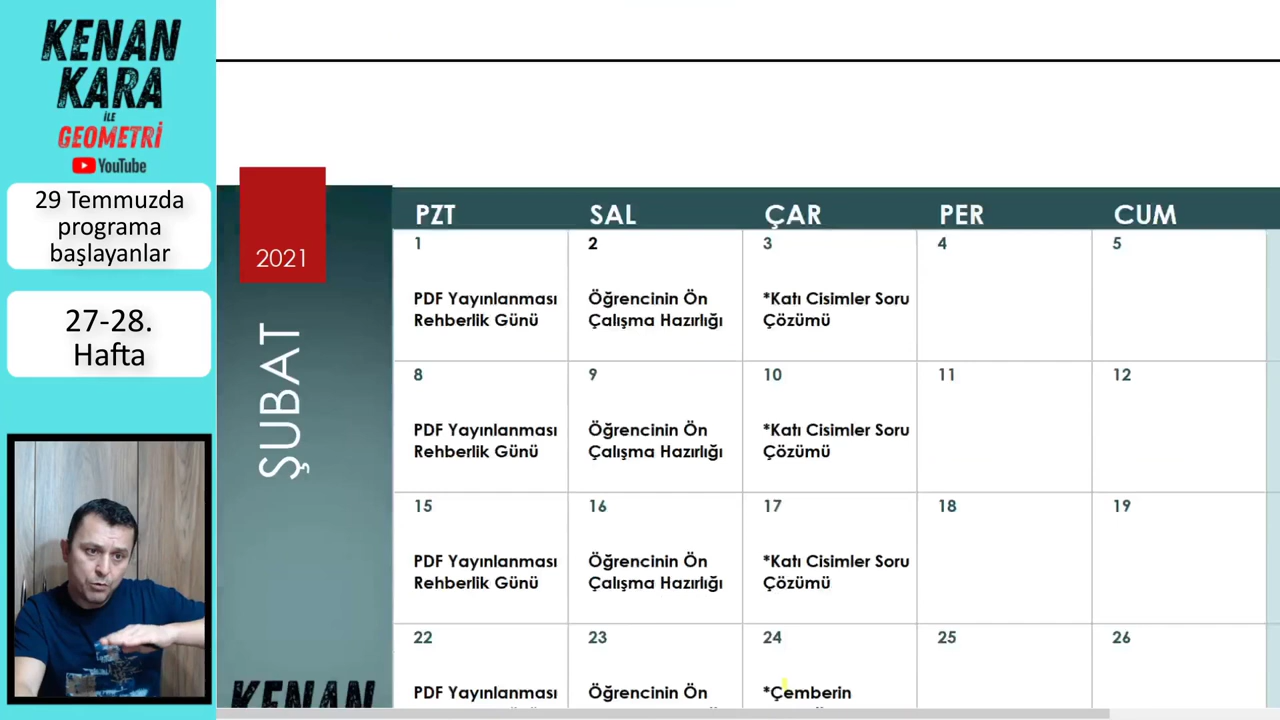 KENAN
KARA
İLE
GEOMETRİ
YouTube
29 Temmuzda
programa
başlayanlar
27-28.
Hafta
2021
ŞUBAT
KENAN
PZT SAL ÇAR PER CUM
1 2 3 4 5
PDF Yayınlanması Öğrencinin Ön *Katı Cisimler Soru
Rehberlik Günü Çalışma Hazırlığı Çözümü
8 9 10 11 12
PDF Yayınlanması Öğrencinin Ön *Katı Cisimler Soru
Rehberlik Günü Çalışma Hazırlığı Çözümü
15 16 17 18 19
PDF Yayınlanması Öğrencinin Ön *Katı Cisimler Soru
Rehberlik Günü Çalışma Hazırlığı Çözümü
22 23 24 25 26
PDF Yayınlanması Öğrencinin Ön *Çemberin